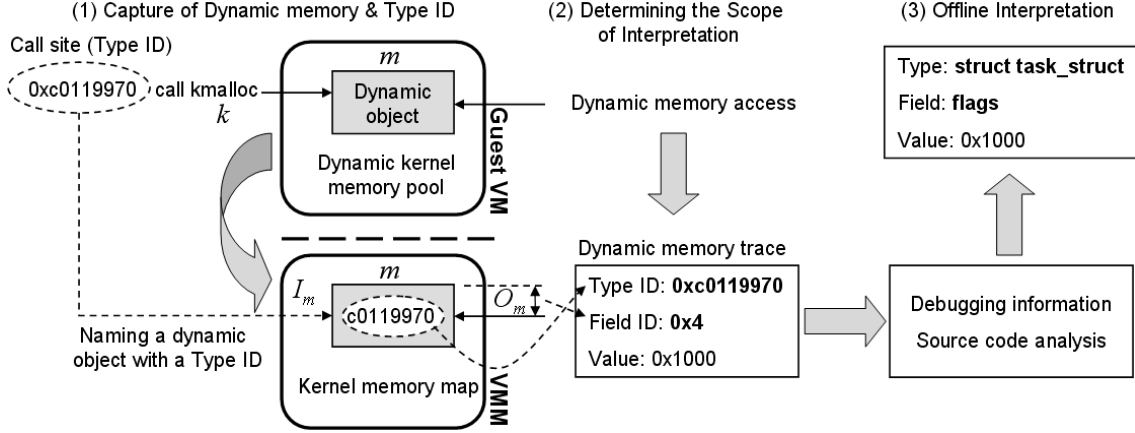 (1) Capture of Dynamic memory & Type ID
Call site (Type ID)
0xc0119970
call kmalloc
k
m
Dynamic
object
Dynamic kernel
memory pool
Guest VM
m
I_m
c0119970
O_m
Naming a dynamic
object with a Type ID
Kernel memory map
VMM
(2) Determining the Scope
of Interpretation
Dynamic memory access
Dynamic memory trace
Type ID: 0xc0119970
Field ID: 0x4
Value: 0x1000
(3) Offline Interpretation
Type: struct task_struct
Field: flags
Value: 0x1000
Debugging information
Source code analysis